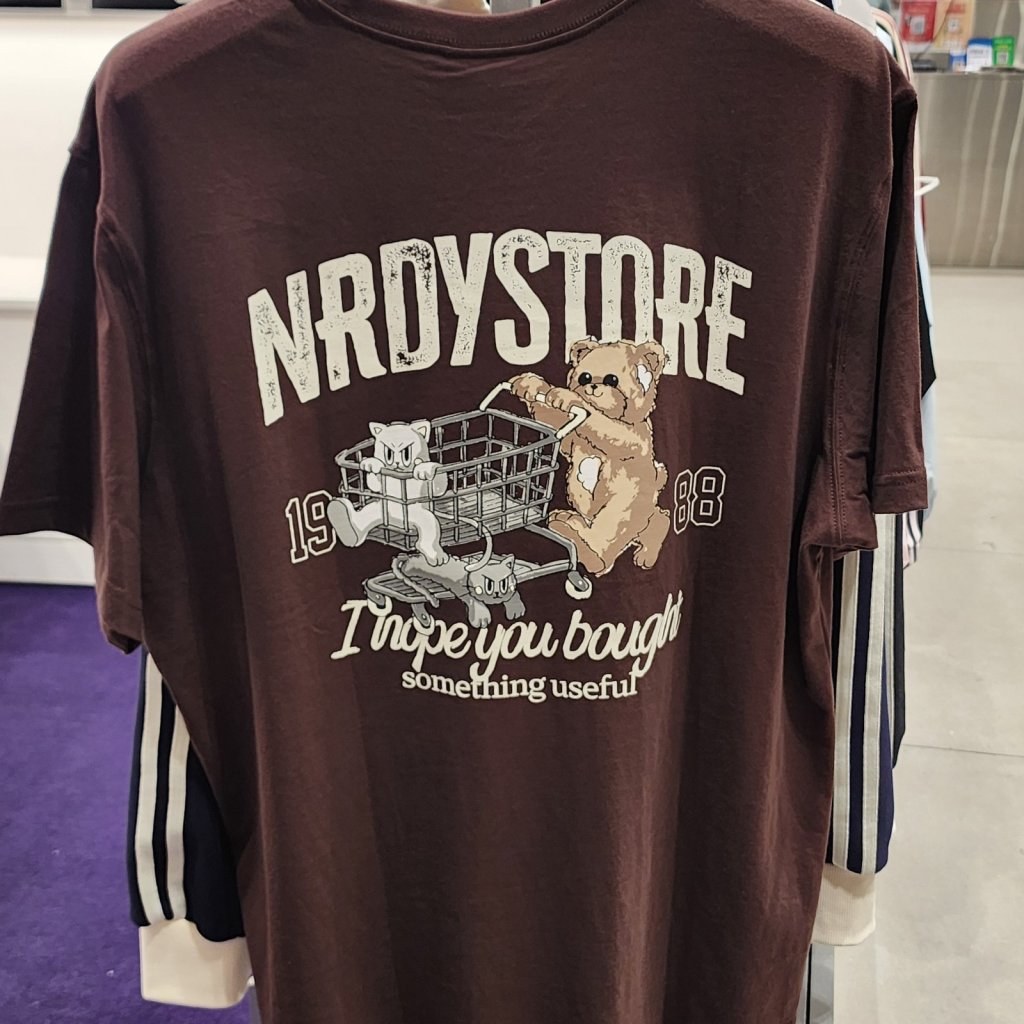 NRDYSTORE
19 88
I hope you bought
something useful